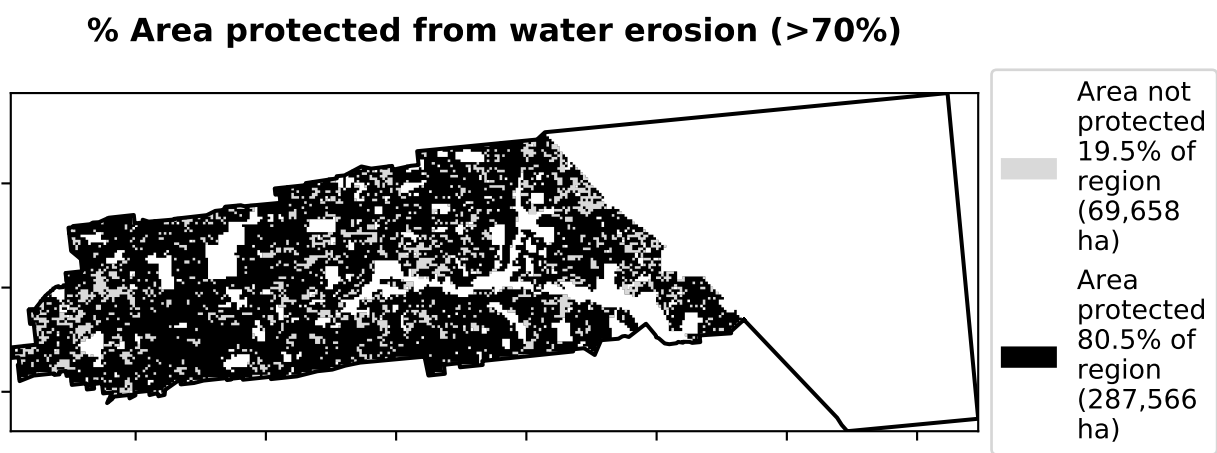 % Area protected from water erosion (>70%)
Area not
protected
19.5% of
region
(69,658
ha)
Area
protected
80.5% of
region
(287,566
ha)